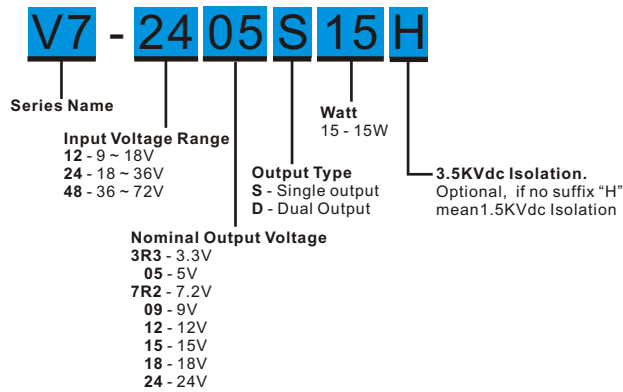 V7 - 24 05 S 15 H
Series Name
Input Voltage Range
12 - 9 ~ 18V
24 - 18 ~ 36V
48 - 36 ~ 72V
Nominal Output Voltage
3R3 - 3.3V
05 - 5V
7R2 - 7.2V
09 - 9V
12 - 12V
15 - 15V
18 - 18V
24 - 24V
Output Type
S - Single output
D - Dual Output
Watt
15 - 15W
3.5KVdc Isolation.
Optional, if no suffix “H”
mean1.5KVdc Isolation